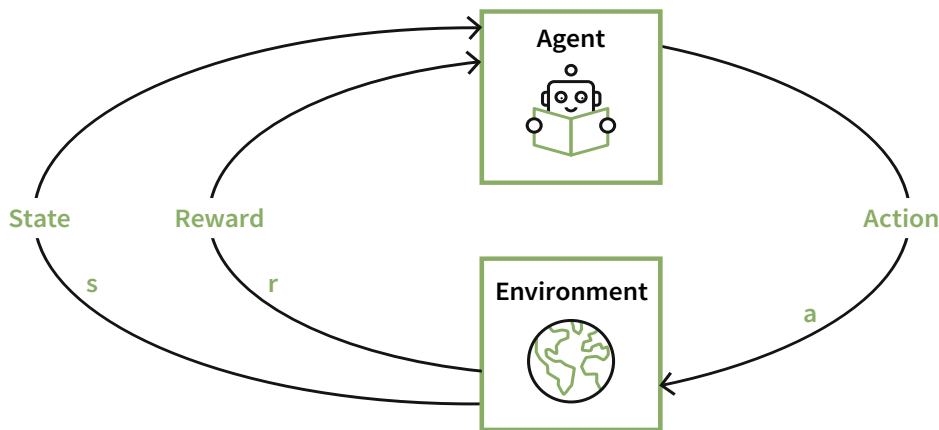 Agent
State
Reward
Action
s
r
a
Environment